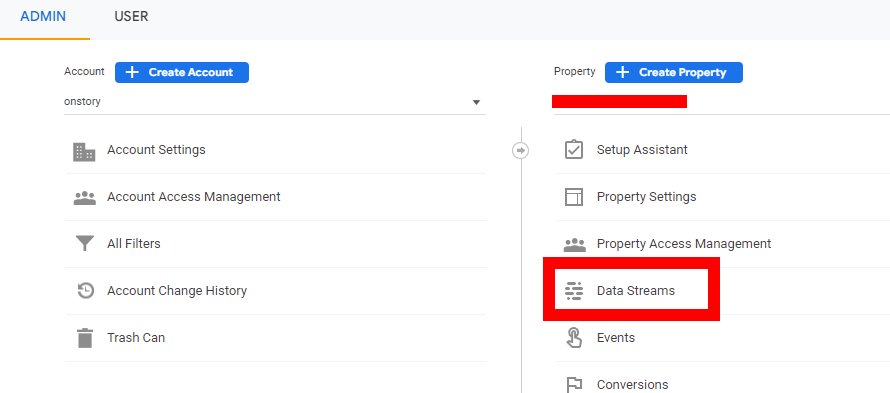 ADMIN USER
Account + Create Account
onstory
Account Settings
Account Access Management
All Filters
Account Change History
Trash Can
Property + Create Property
Setup Assistant
Property Settings
Property Access Management
Data Streams
Events
Conversions